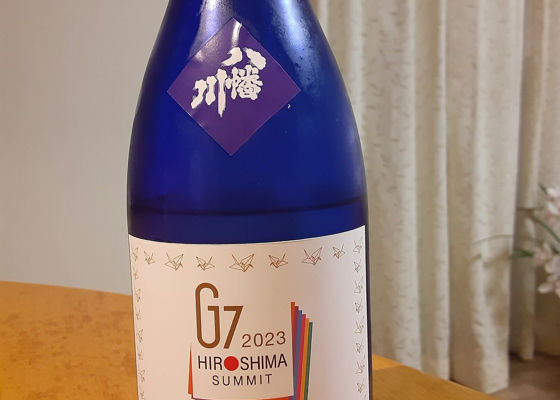 八幡川
G7 2023
HIROSHIMA
SUMMIT